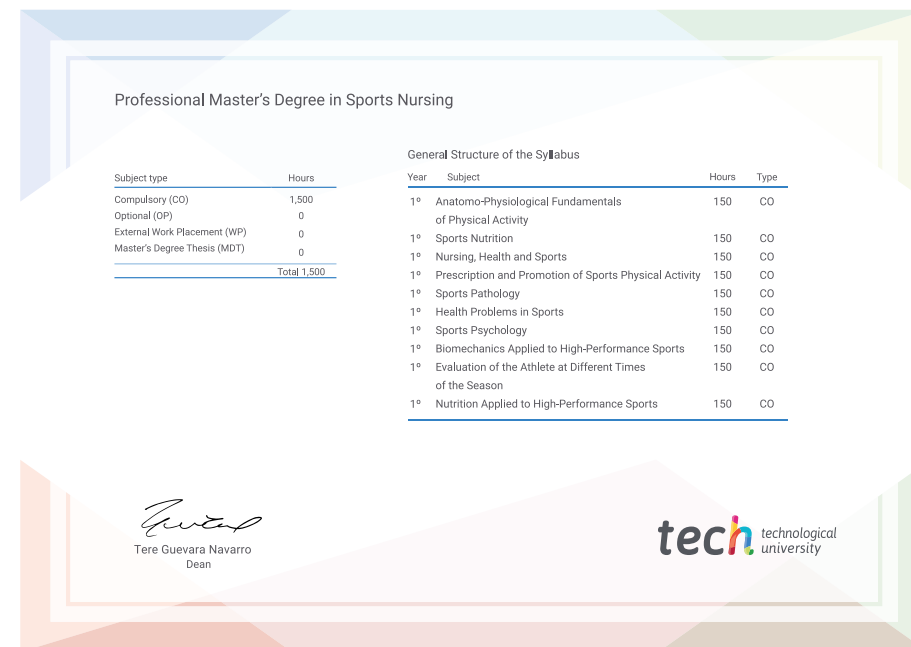 Professional Master's Degree in Sports Nursing
Subject type Hours
Compulsory (CO) 1,500
Optional (OP) 0
External Work Placement (WP) 0
Master's Degree Thesis (MDT) 0
Total 1,500
General Structure of the Syllabus
Year Subject Hours Type
1º Anatomo-Physiological Fundamentals 150 CO
of Physical Activity
1º Sports Nutrition 150 CO
1º Nursing, Health and Sports 150 CO
1º Prescription and Promotion of Sports Physical Activity 150 CO
1º Sports Pathology 150 CO
1º Health Problems in Sports 150 CO
1º Sports Psychology 150 CO
1º Biomechanics Applied to High-Performance Sports 150 CO
1º Evaluation of the Athlete at Different Times 150 CO
of the Season
1º Nutrition Applied to High-Performance Sports 150 CO
Tere Guevara Navarro
Dean
tech technological
university